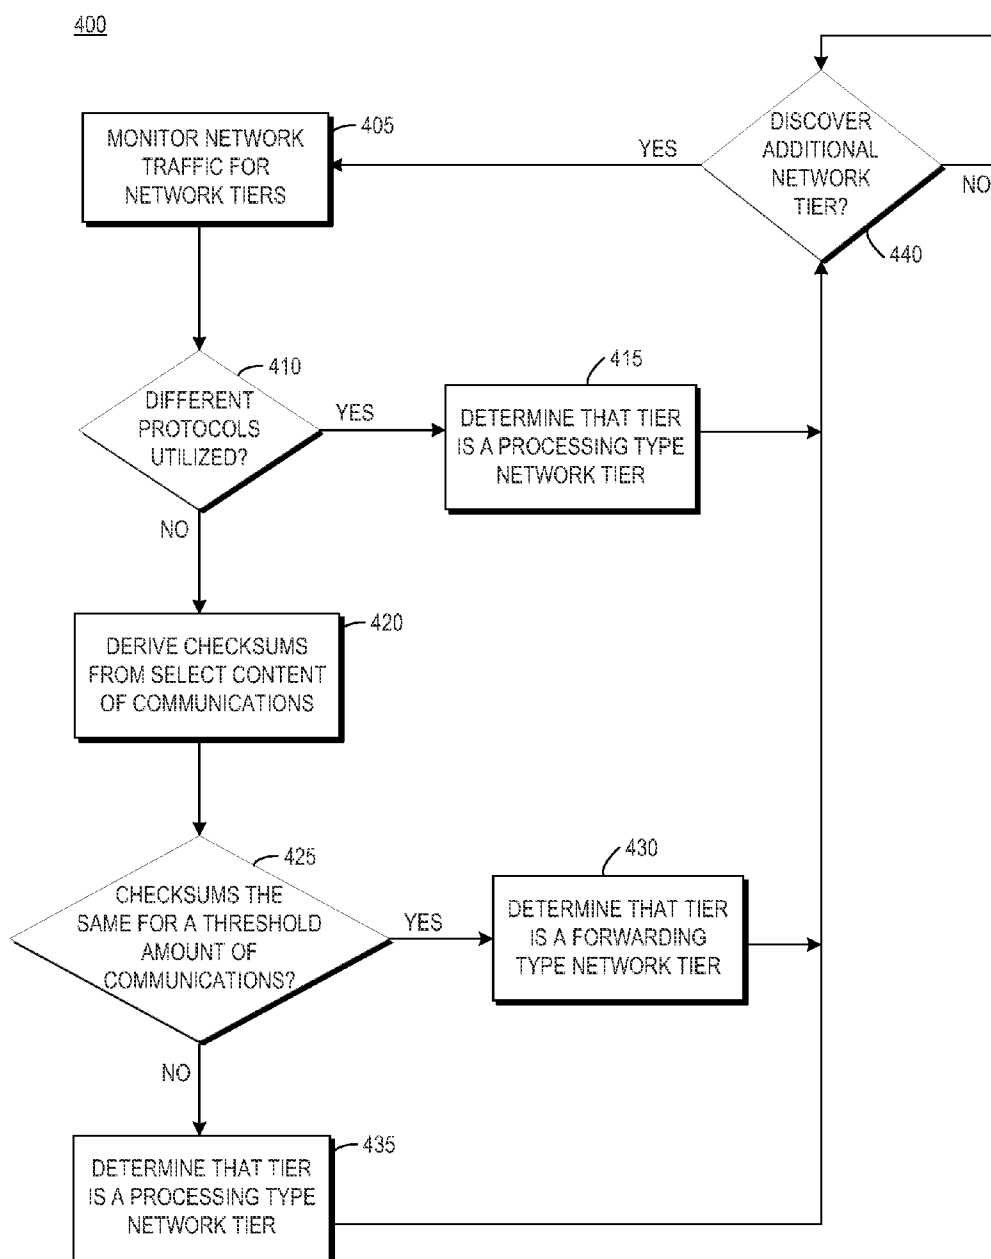 400
MONITOR NETWORK
TRAFFIC FOR
NETWORK TIERS
405
DISCOVER
ADDITIONAL
NETWORK
TIER?
YES
NO
440
DIFFERENT
PROTOCOLS
UTILIZED?
410
YES
NO
415
DETERMINE THAT TIER
IS A PROCESSING TYPE
NETWORK TIER
DERIVE CHECKSUMS
FROM SELECT CONTENT
OF COMMUNICATIONS
420
CHECKSUMS THE
SAME FOR A THRESHOLD
AMOUNT OF
COMMUNICATIONS?
425
YES
NO
430
DETERMINE THAT TIER
IS A FORWARDING
TYPE NETWORK TIER
435
DETERMINE THAT TIER
IS A PROCESSING TYPE
NETWORK TIER